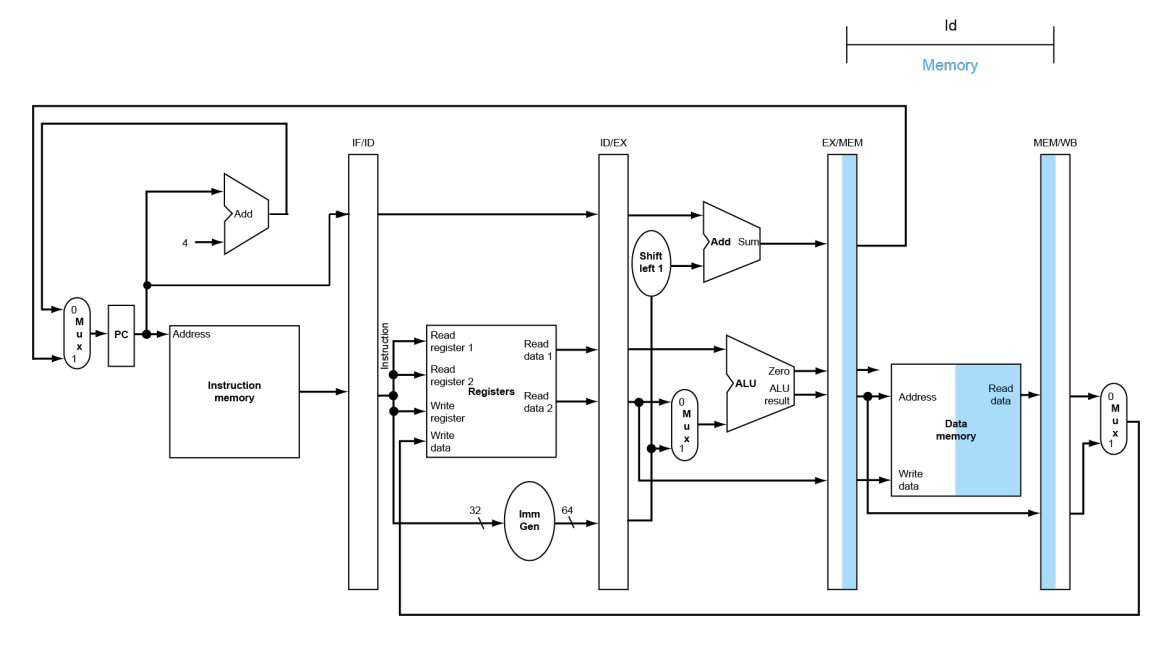 ld
Memory
IF/ID
ID/EX
EX/MEM
MEM/WB
Add
4
Add Sum
Shift
left 1
0
M
u
x
1
PC
Address
Instruction
memory
Instruction
Read
register 1
Read
register 2
Write
register
Write
data
Registers
Read
data 1
Read
data 2
32
Imm
Gen
64
0
M
u
x
1
ALU
Zero
ALU
result
Address
Write
data
Data
memory
Read
data
0
M
u
x
1